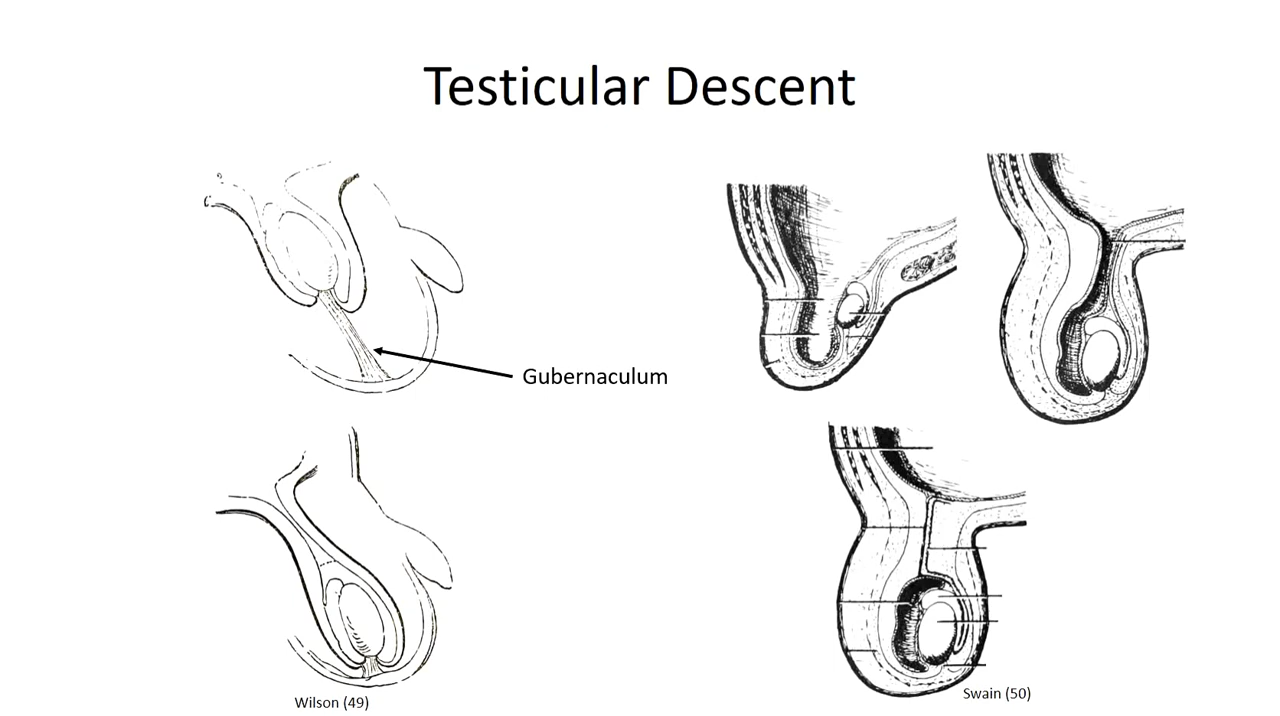 Testicular Descent
Gubernaculum
Wilson (49)
Swain (50)